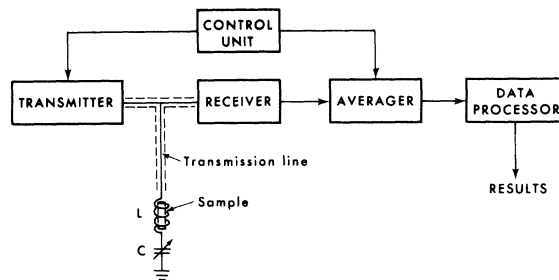 CONTROL
UNIT
TRANSMITTER
RECEIVER
AVERAGER
DATA
PROCESSOR
Transmission line
RESULTS
L
Sample
C